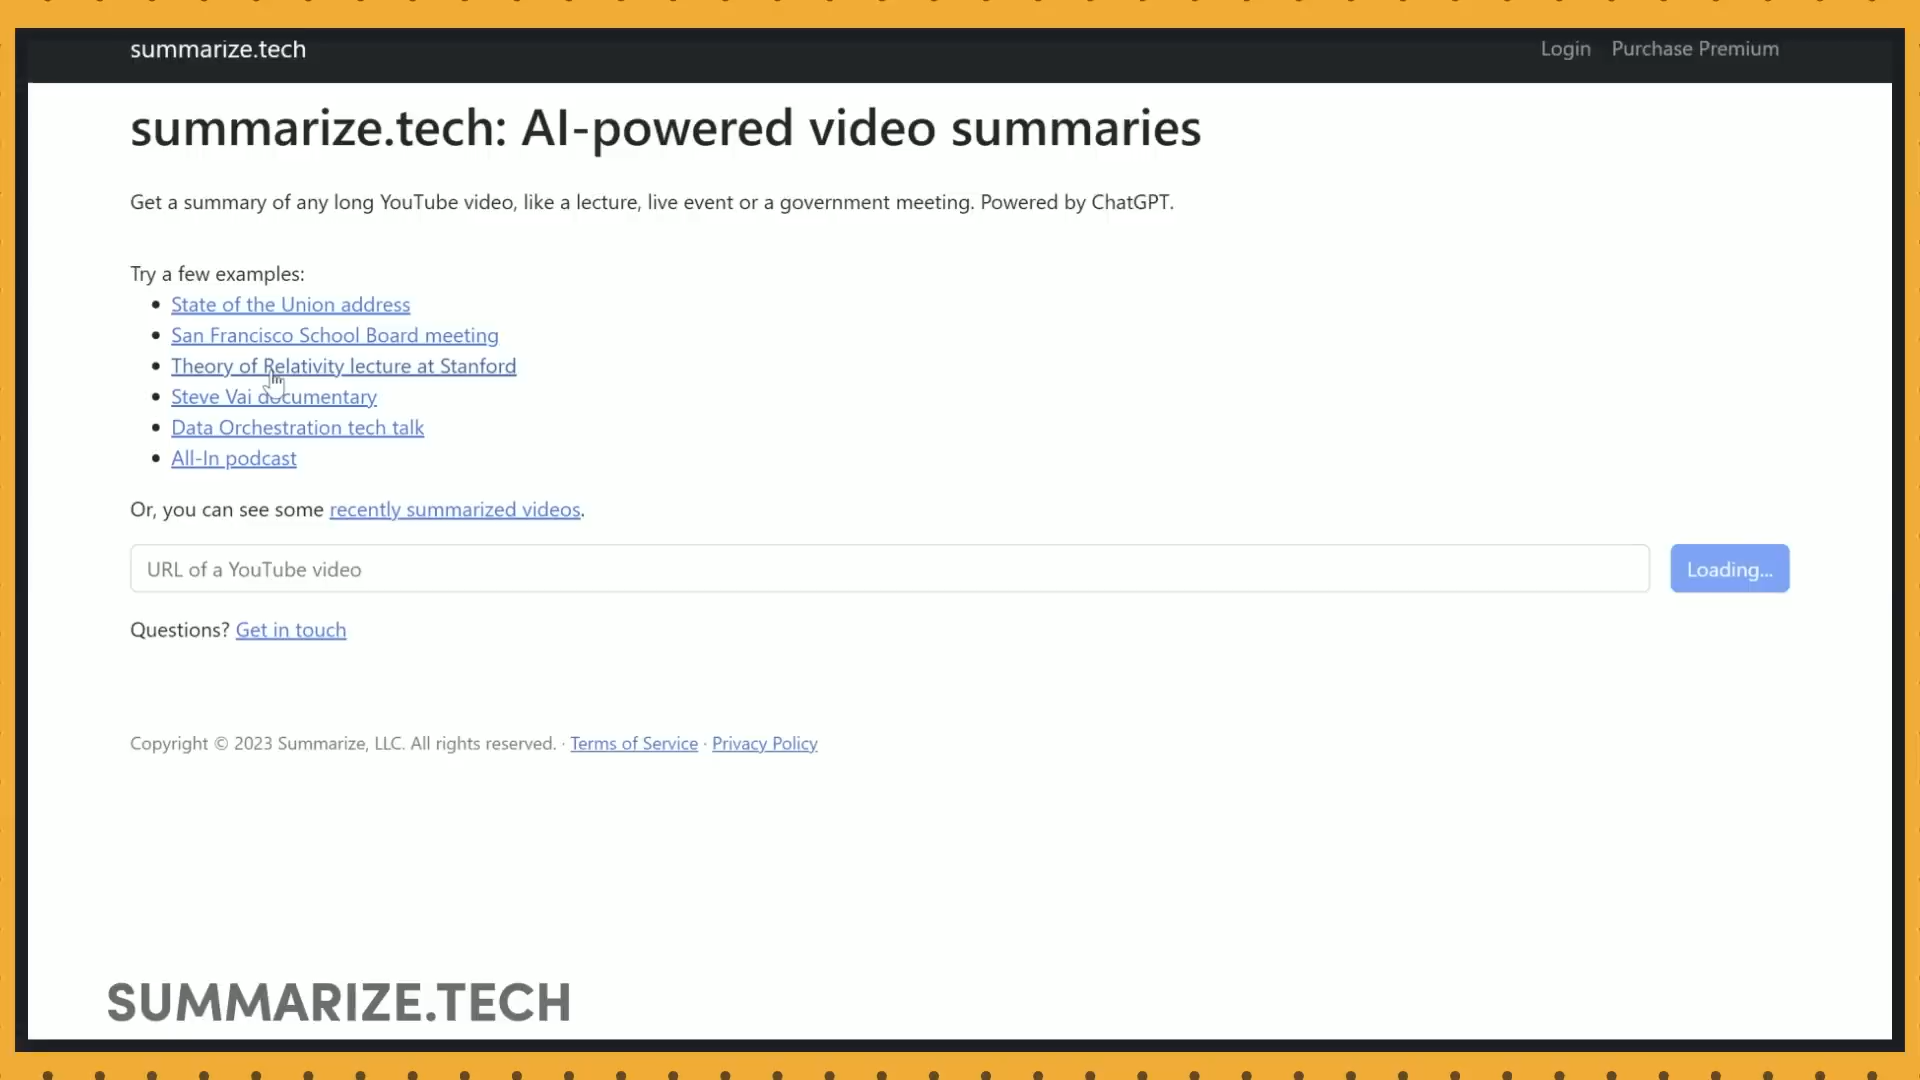 summarize.tech
Login Purchase Premium
summarize.tech: AI-powered video summaries
Get a summary of any long YouTube video, like a lecture, live event or a government meeting. Powered by ChatGPT.
Try a few examples:
State of the Union address
San Francisco School Board meeting
Theory of Relativity lecture at Stanford
Steve Vai documentary
Data Orchestration tech talk
All-In podcast
Or, you can see some recently summarized videos.
URL of a YouTube video
Loading...
Questions? Get in touch
Copyright © 2023 Summarize, LLC. All rights reserved. · Terms of Service · Privacy Policy
SUMMARIZE.TECH